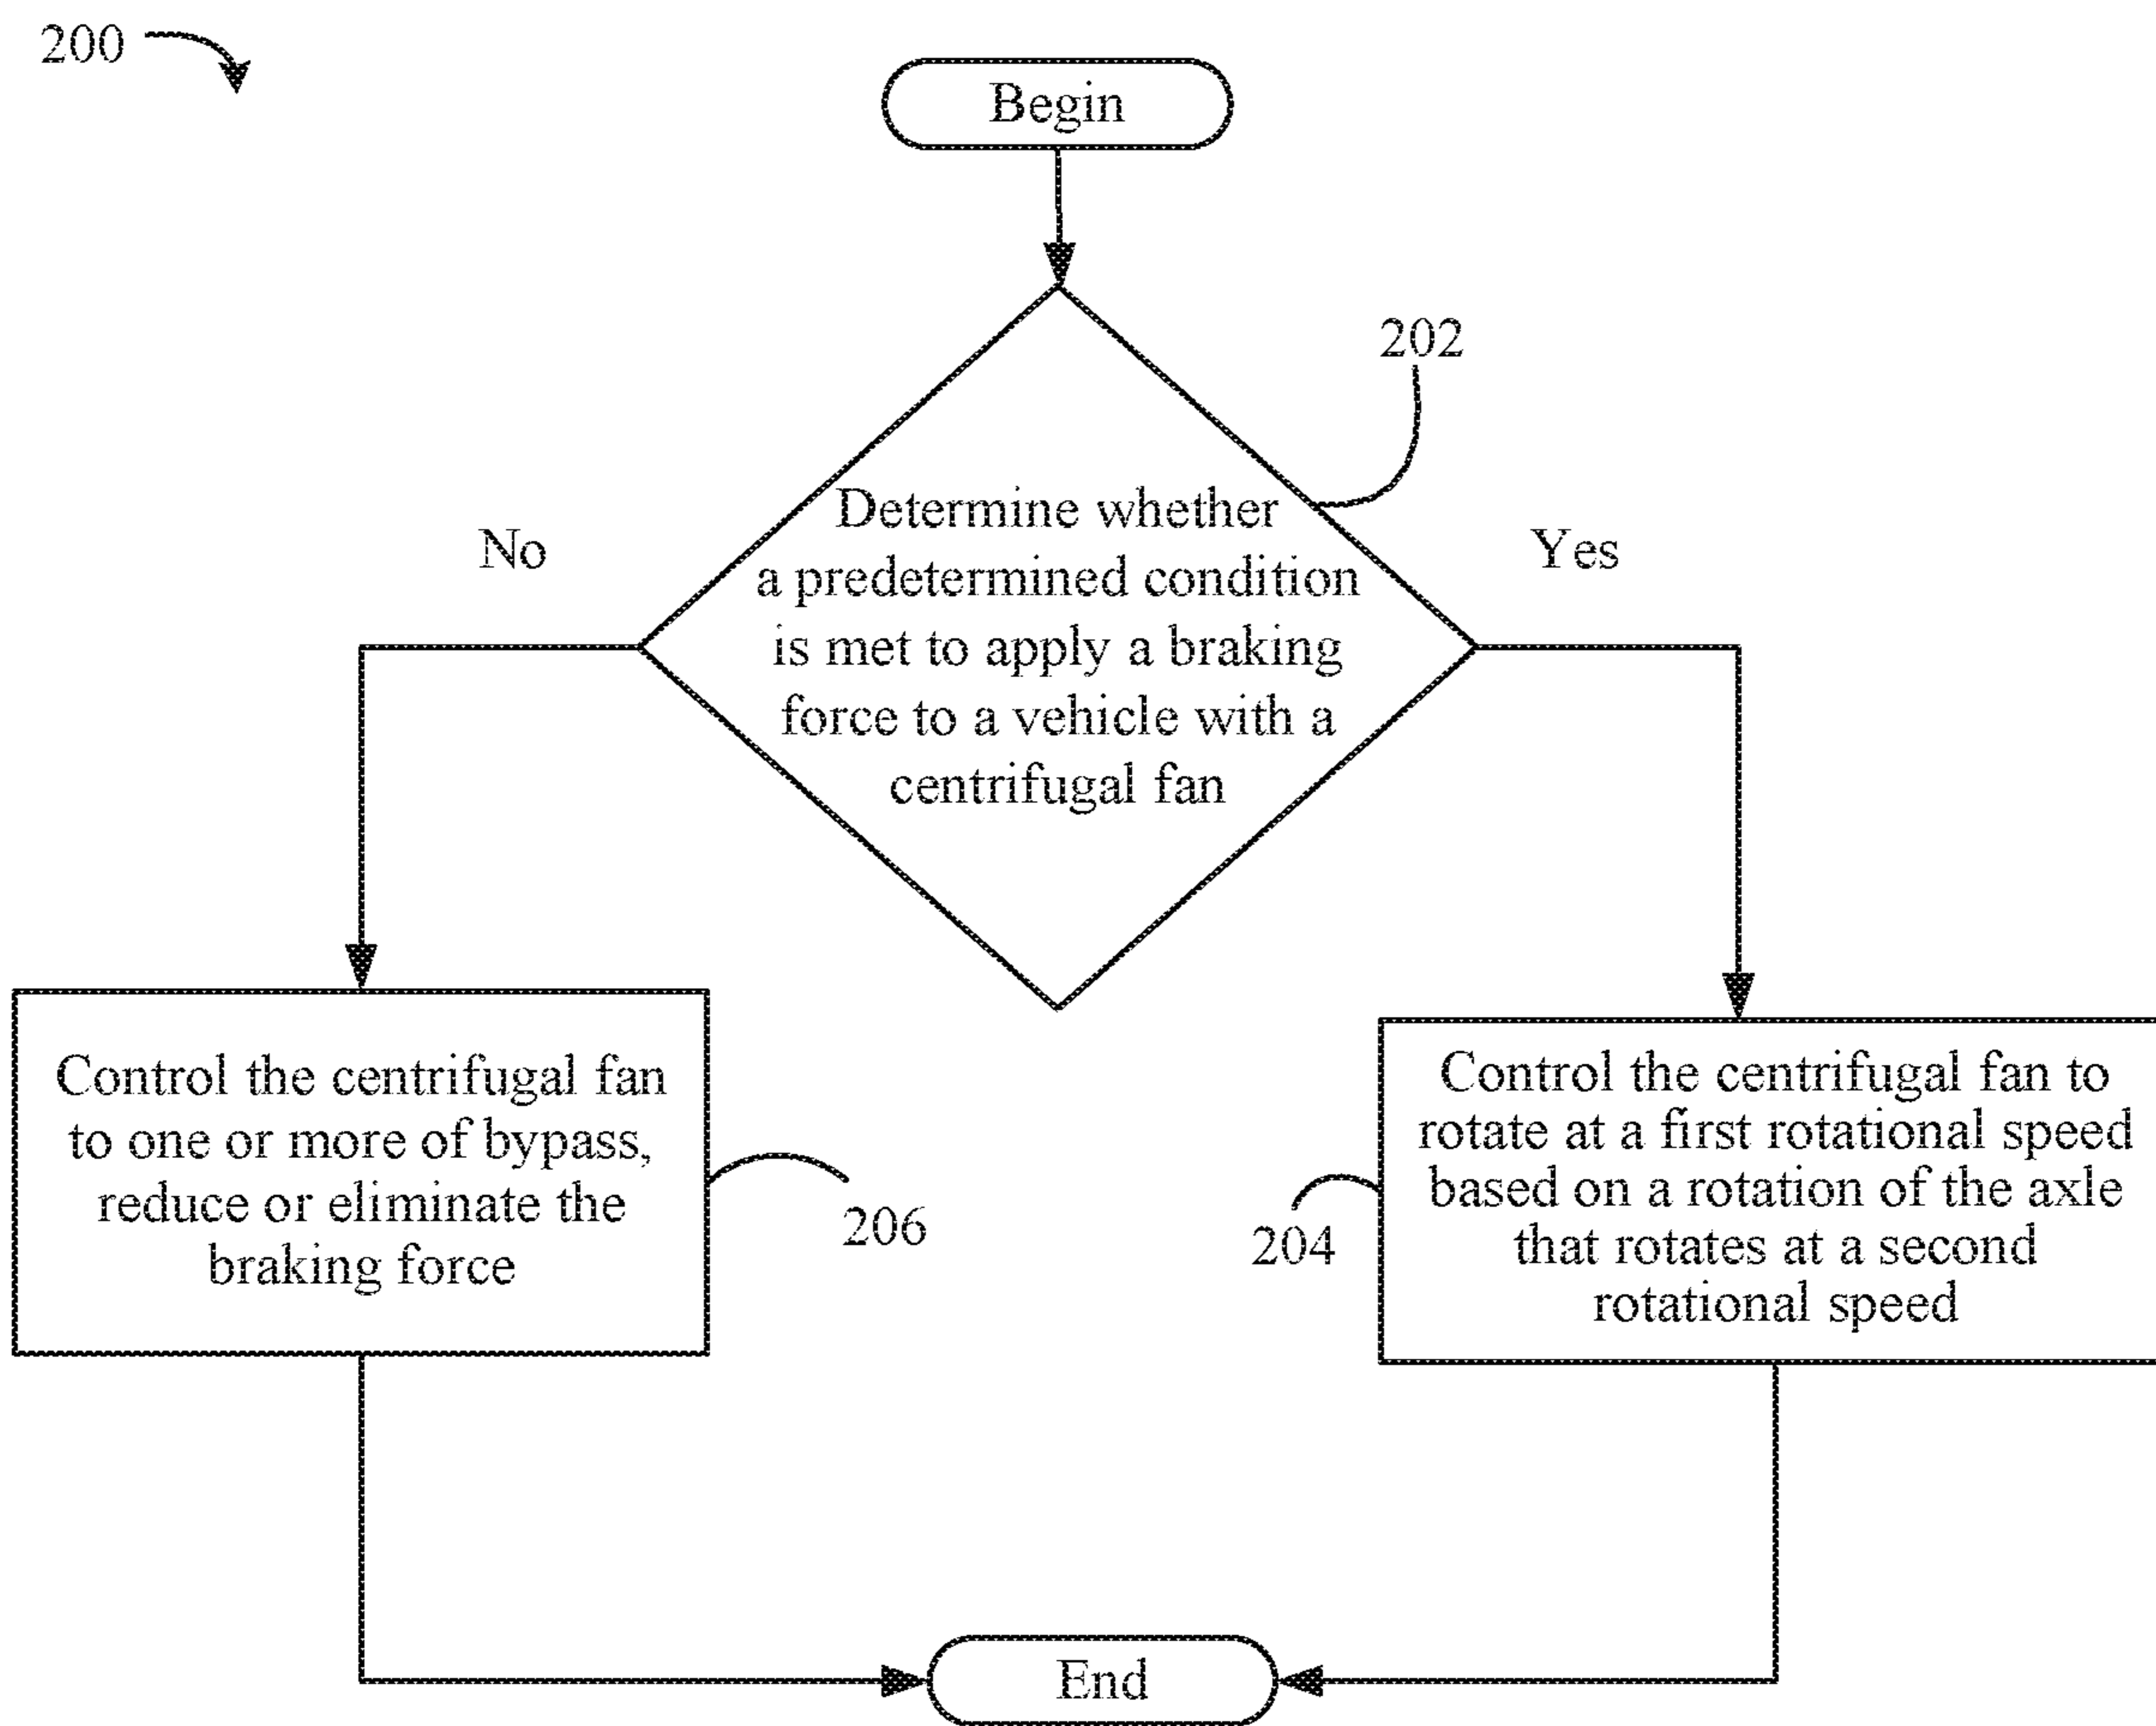 200
Begin
202
Determine whether
a predetermined condition
is met to apply a braking
force to a vehicle with a
centrifugal fan
No
Yes
Control the centrifugal fan
to one or more of bypass,
reduce or eliminate the
braking force
206
Control the centrifugal fan to
rotate at a first rotational speed
based on a rotation of the axle
that rotates at a second
rotational speed
204
End